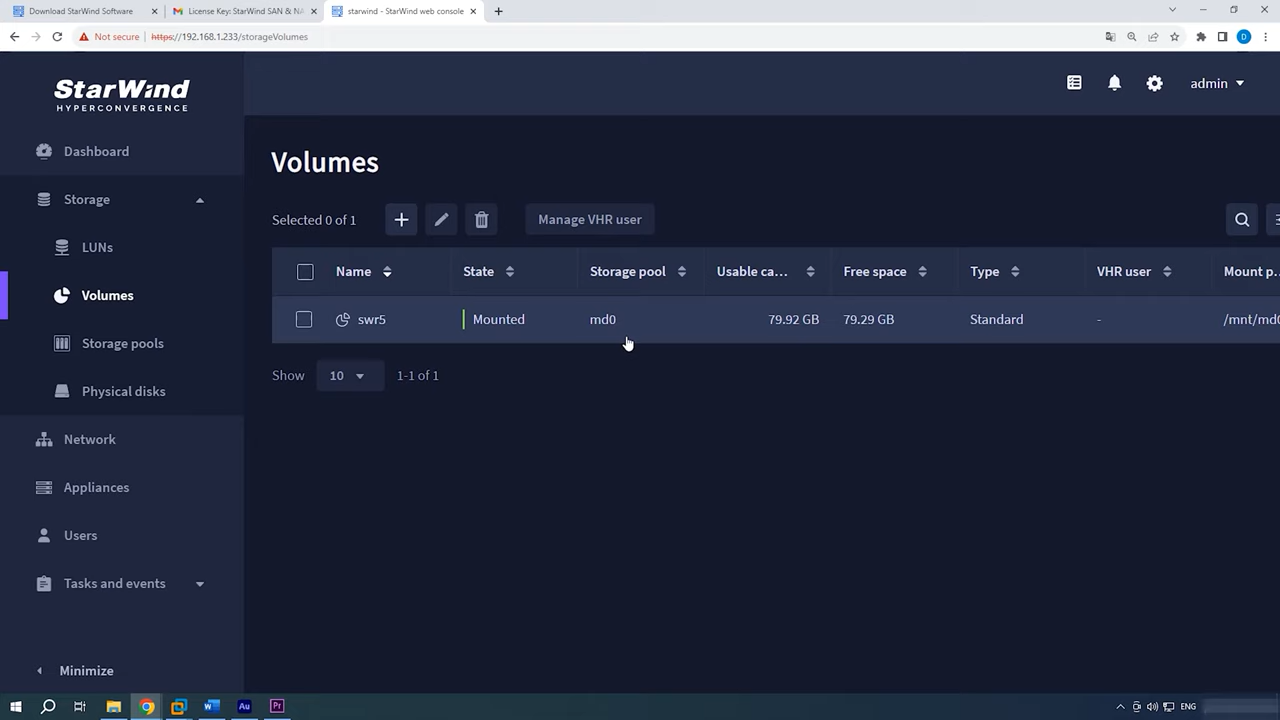 Download StarWind Software
License Key: StarWind SAN & NA
starwind - StarWind web console
Not secure
https://192.168.1.233/storageVolumes
D
StarWind
HYPERCONVERGENCE
admin
Dashboard
Storage
LUNs
Volumes
Storage pools
Physical disks
Network
Appliances
Users
Tasks and events
Minimize
Volumes
Selected 0 of 1
Manage VHR user
Name State Storage pool Usable ca... Free space Type VHR user Mount p...
swr5 Mounted md0 79.92 GB 79.29 GB Standard - /mnt/md0
Show 10 1-1 of 1
W Au Pr
ENG